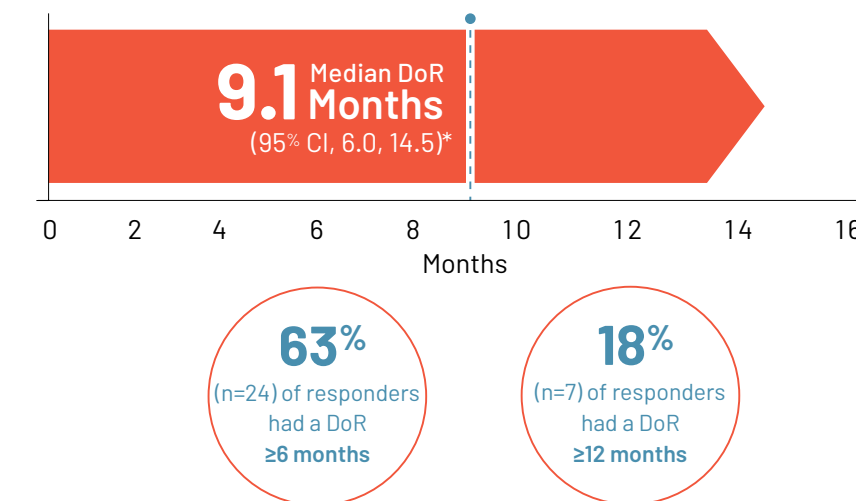 9.1 Median DoR
Months
(95% CI, 6.0, 14.5)*
0 2 4 6 8 10 12 14 16
Months
63%
(n=24) of responders
had a DoR
≥6 months
18%
(n=7) of responders
had a DoR
≥12 months